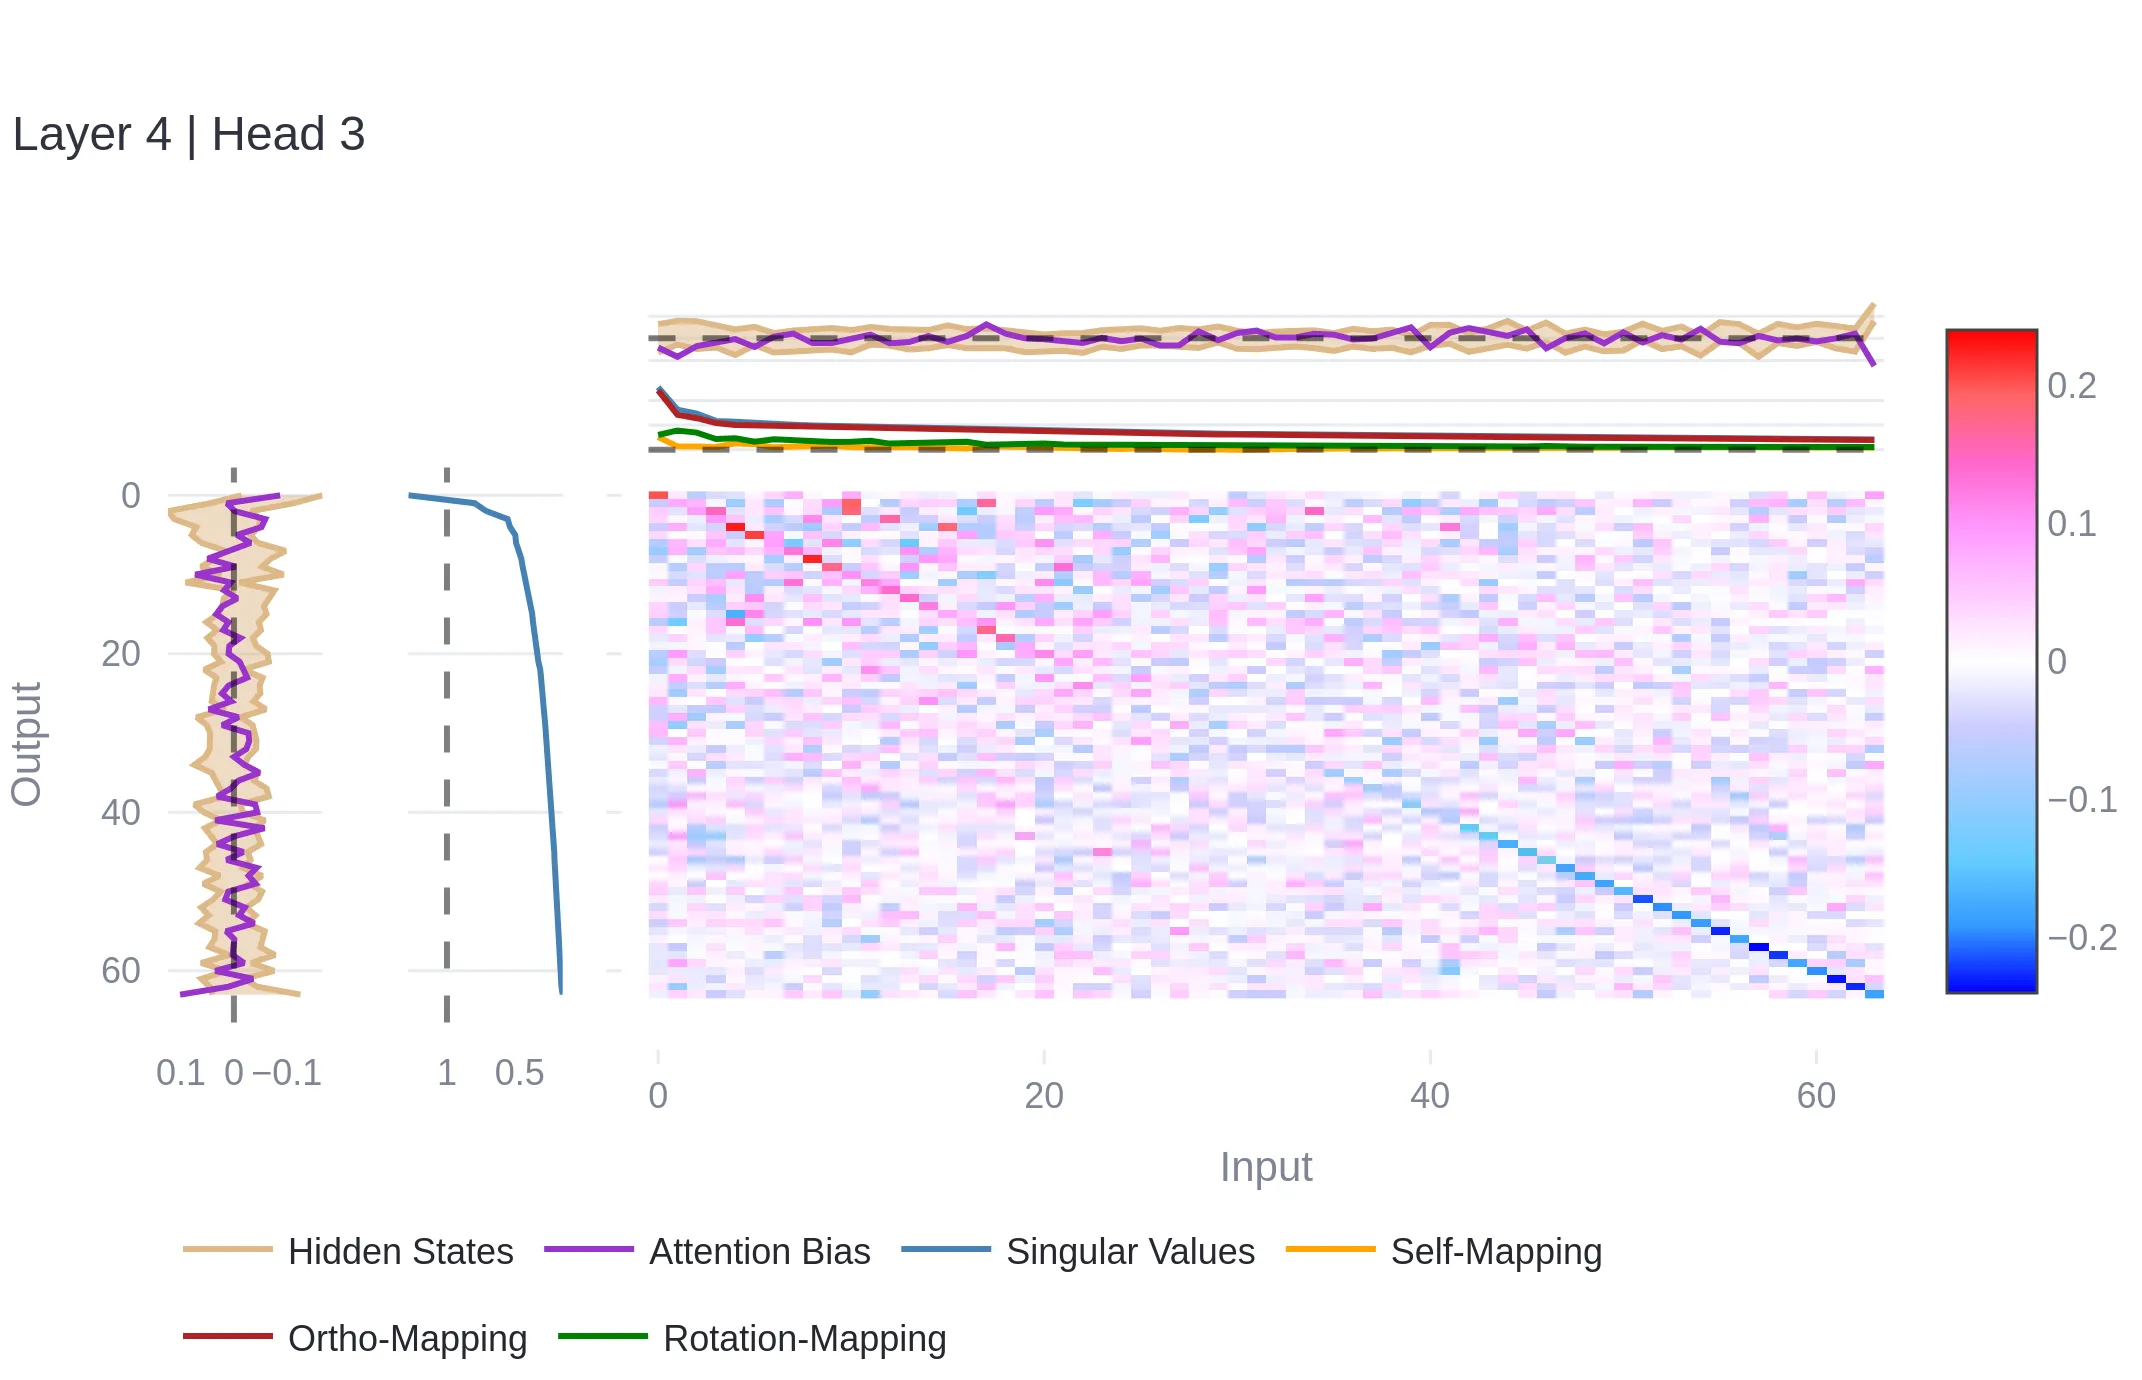 Layer 4 | Head 3
0.2
0.1
0
−0.1
−0.2
Output
0
20
40
60
0.1 0 −0.1
1 0.5
0 20 40 60
Input
Hidden States Attention Bias Singular Values Self-Mapping
Ortho-Mapping Rotation-Mapping